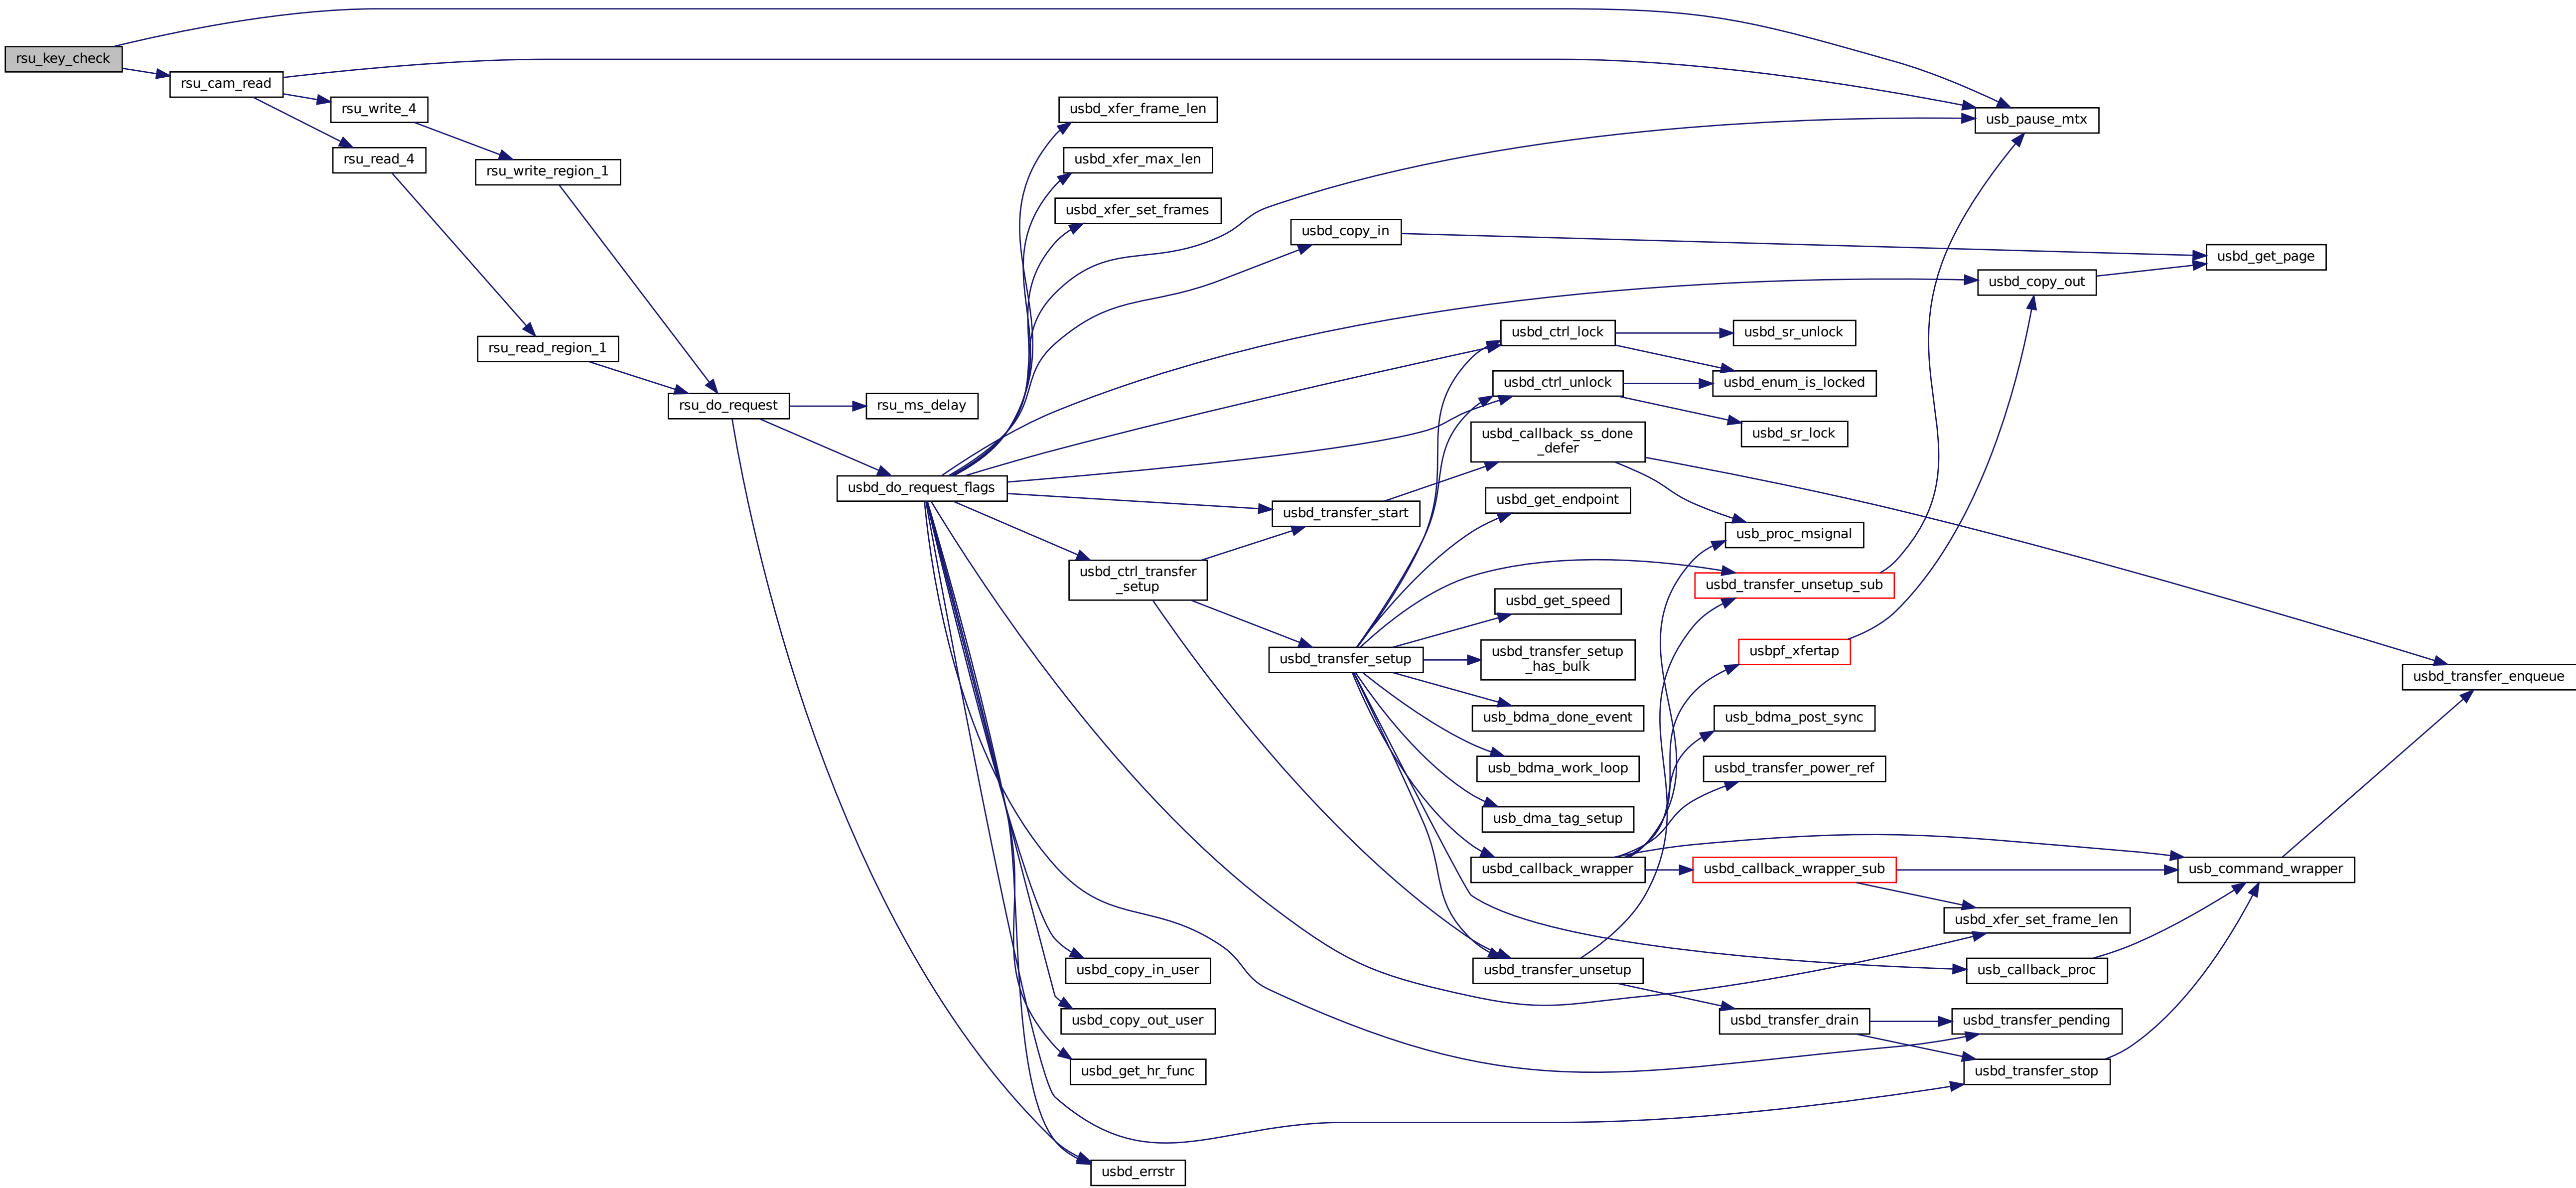 rsu_key_check
rsu_cam_read
rsu_write_4
rsu_read_4
rsu_write_region_1
rsu_read_region_1
rsu_do_request
rsu_ms_delay
usbd_do_request_flags
usbd_xfer_frame_len
usbd_xfer_max_len
usbd_xfer_set_frames
usbd_ctrl_transfer
_setup
usbd_copy_in_user
usbd_copy_out_user
usbd_get_hr_func
usbd_errstr
usbd_copy_in
usbd_transfer_start
usbd_transfer_setup
usbd_ctrl_lock
usbd_ctrl_unlock
usbd_callback_ss_done
_defer
usbd_get_endpoint
usbd_get_speed
usbd_transfer_setup
_has_bulk
usb_bdma_done_event
usb_bdma_work_loop
usb_dma_tag_setup
usbd_callback_wrapper
usbd_transfer_unsetup
usbd_sr_unlock
usbd_enum_is_locked
usbd_sr_lock
usb_proc_msignal
usbd_transfer_unsetup_sub
usbpf_xfertap
usb_bdma_post_sync
usbd_transfer_power_ref
usbd_callback_wrapper_sub
usbd_transfer_drain
usb_pause_mtx
usbd_copy_out
usbd_xfer_set_frame_len
usb_callback_proc
usbd_transfer_pending
usbd_transfer_stop
usbd_get_page
usb_command_wrapper
usbd_transfer_enqueue